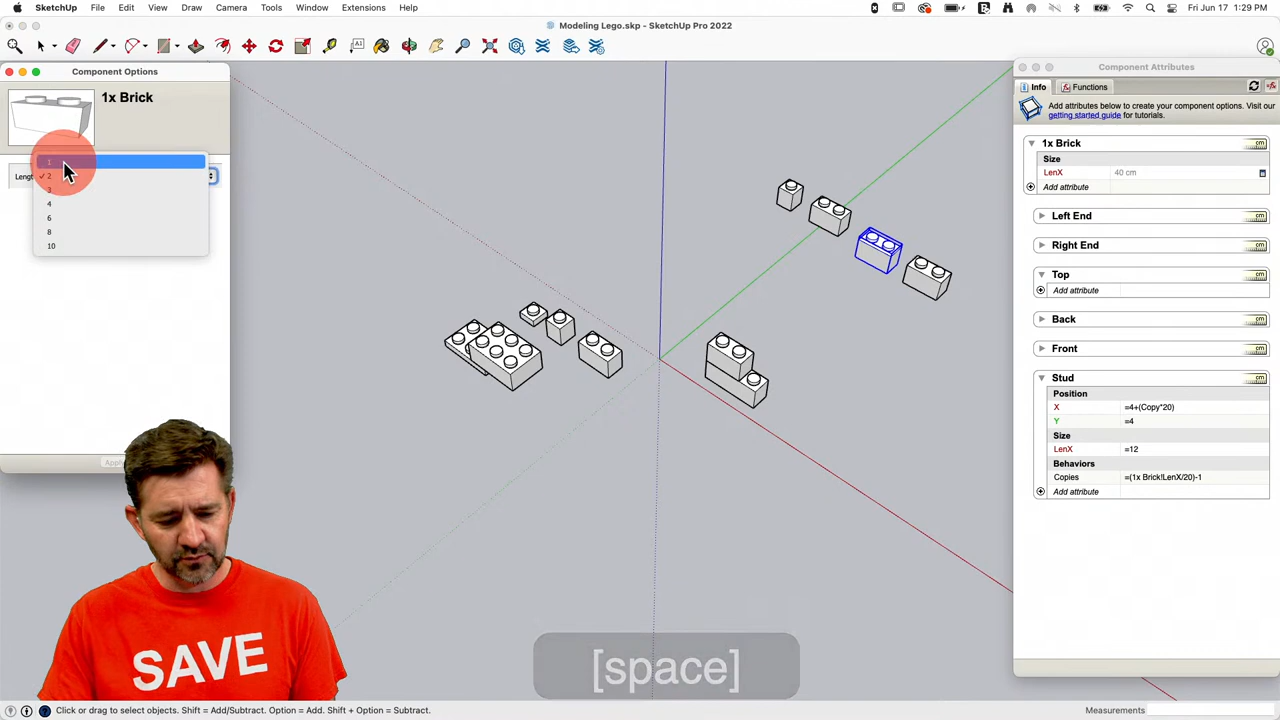 SketchUp File Edit View Draw Camera Tools Window Extensions Help Fri Jun 17 1:29 PM
Modeling Lego.skp - SketchUp Pro 2022
Component Options
1x Brick
1
Lengt ✓ 2
3
4
6
8
10
Component Attributes
Info Functions
Add attributes below to create your component options. Visit our
getting started guide for tutorials.
1x Brick
Size
LenX 40 cm
Add attribute
Left End
Right End
Top
Add attribute
Back
Front
Stud
Position
X =4+(Copy*20)
Y =4
Size
LenX =12
Behaviors
Copies =(1x Brick!LenX/20)-1
Add attribute
SAVE
[space]
Click or drag to select objects. Shift = Add/Subtract. Option = Add. Shift + Option = Subtract.
Measurements